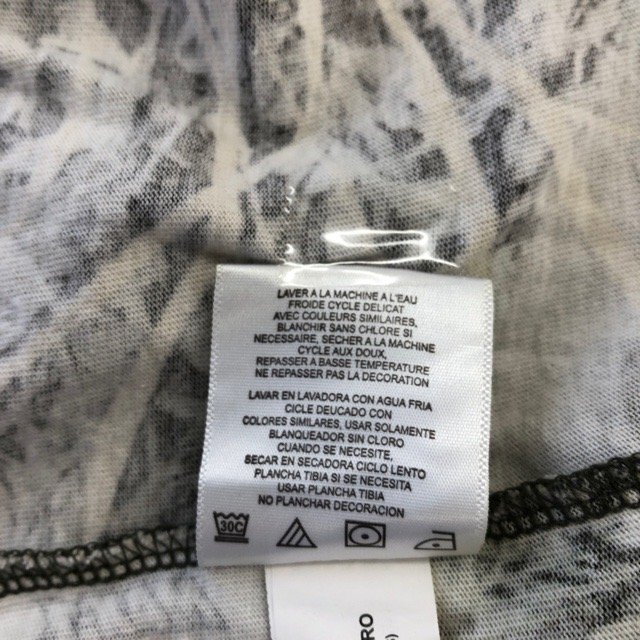 LAVER A LA MACHINE A L'EAU
FROIDE CYCLE DELICAT
AVEC COULEURS SIMILAIRES,
BLANCHIR SANS CHLORE SI
NECESSAIRE, SECHER A LA MACHINE
CYCLE AUX DOUX,
REPASSER A BASSE TEMPÉRATURE
NE REPASSER PAS LA DECORATION
LAVAR EN LAVADORA CON AGUA FRIA
CICLE DEUCADO CON
COLORES SIMILARES, USAR SOLAMENTE
BLANQUEADOR SIN CLORO
CUANDO SE NECESITE,
SECAR EN SECADORA CICLO LENTO
PLANCHA TIBIA SI SE NECESITA
USAR PLANCHA TIBIA
NO PLANCHAR DECORACION
30C
RO